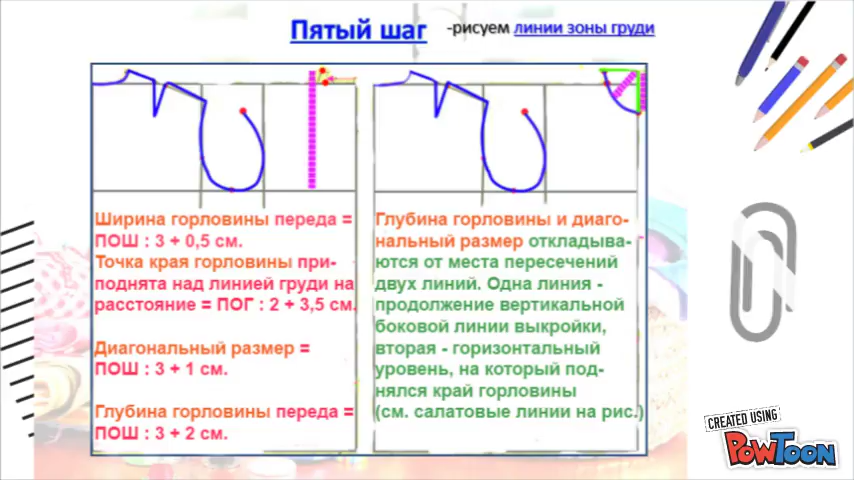 Пятый шаг -рисуем линии зоны груди
Ширина горловины переда =
ПОШ : 3 + 0,5 см.
Точка края горловины при-
поднята над линией груди на
расстояние = ПОГ : 2 + 3,5 см.
Диагональный размер =
ПОШ : 3 + 1 см.
Глубина горловины переда =
ПОШ : 3 + 2 см.
Глубина горловины и диаго-
нальный размер откладыва-
ются от места пересечений
двух линий. Одна линия -
продолжение вертикальной
боковой линии выкройки,
вторая - горизонтальный
уровень, на который под-
нялся край горловины
(см. салатовые линии на рис.)
CREATED USING
POWTOON